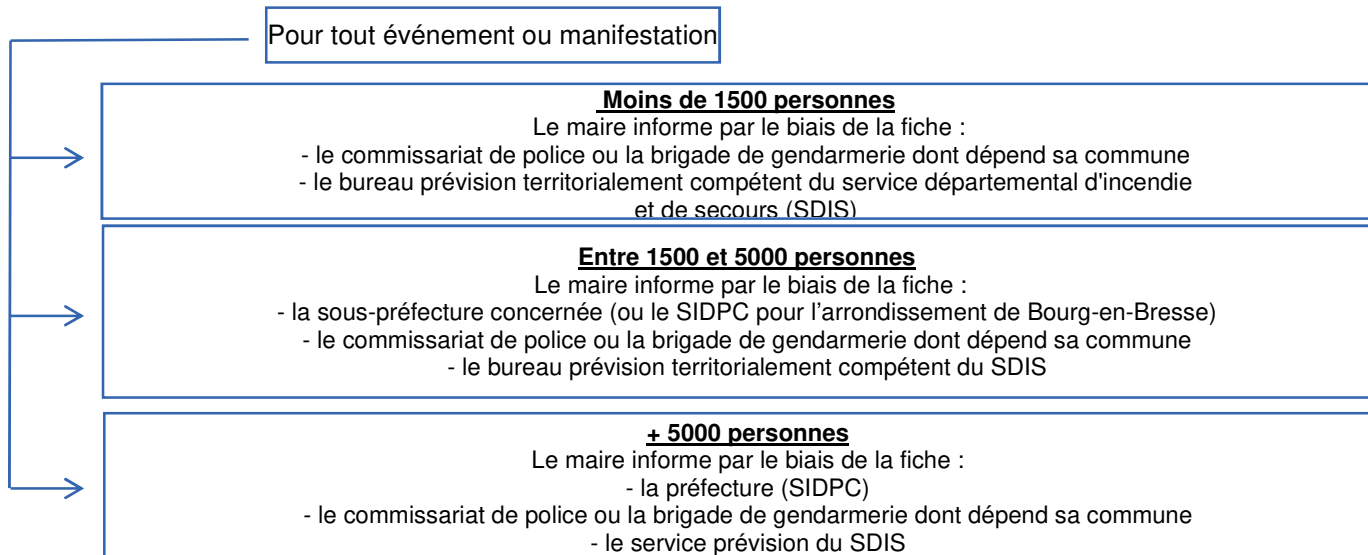 Pour tout événement ou manifestation
Moins de 1500 personnes
Le maire informe par le biais de la fiche :
- le commissariat de police ou la brigade de gendarmerie dont dépend sa commune
- le bureau prévision territorialement compétent du service départemental d'incendie
et de secours (SDIS)
Entre 1500 et 5000 personnes
Le maire informe par le biais de la fiche :
- la sous-préfecture concernée (ou le SIDPC pour l’arrondissement de Bourg-en-Bresse)
- le commissariat de police ou la brigade de gendarmerie dont dépend sa commune
- le bureau prévision territorialement compétent du SDIS
+ 5000 personnes
Le maire informe par le biais de la fiche :
- la préfecture (SIDPC)
- le commissariat de police ou la brigade de gendarmerie dont dépend sa commune
- le service prévision du SDIS